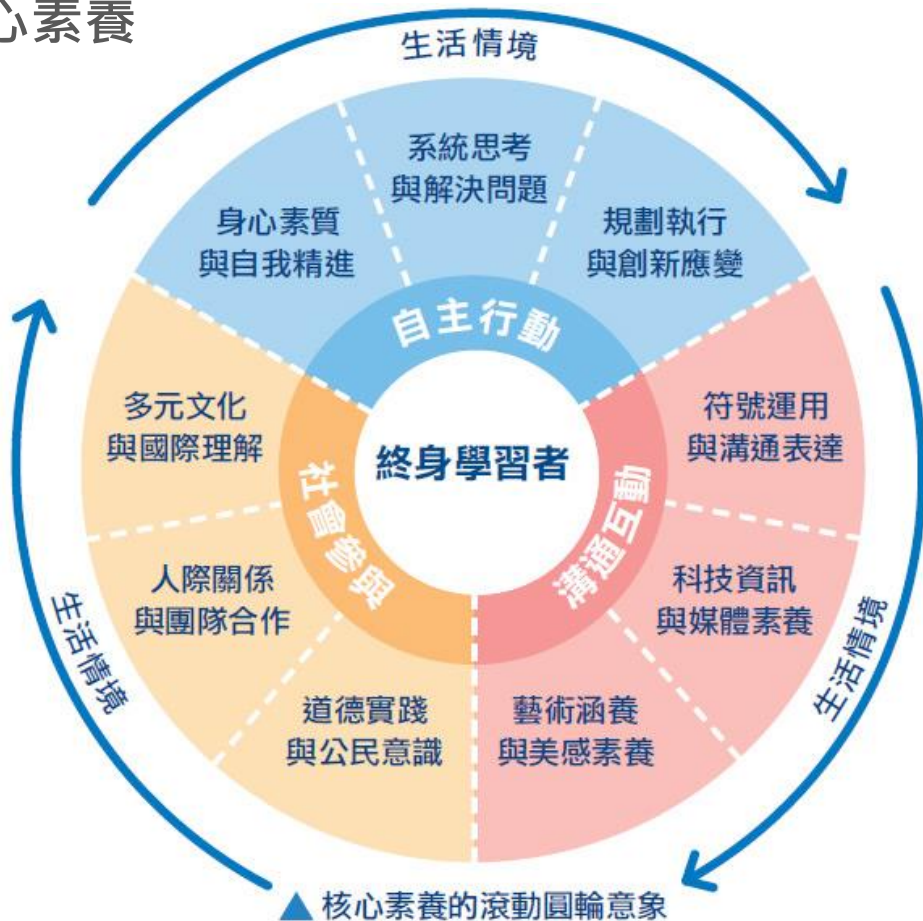 心素養
生活情境
系統思考
與解決問題
身心素質
與自我精進
規劃執行
與創新應變
自主行動
多元文化
與國際理解
符號運用
與溝通表達
終身學習者
社會參與
溝通互動
人際關係
與團隊合作
科技資訊
與媒體素養
生活情境
生活情境
道德實踐
與公民意識
藝術涵養
與美感素養
▲ 核心素養的滾動圓輪意象